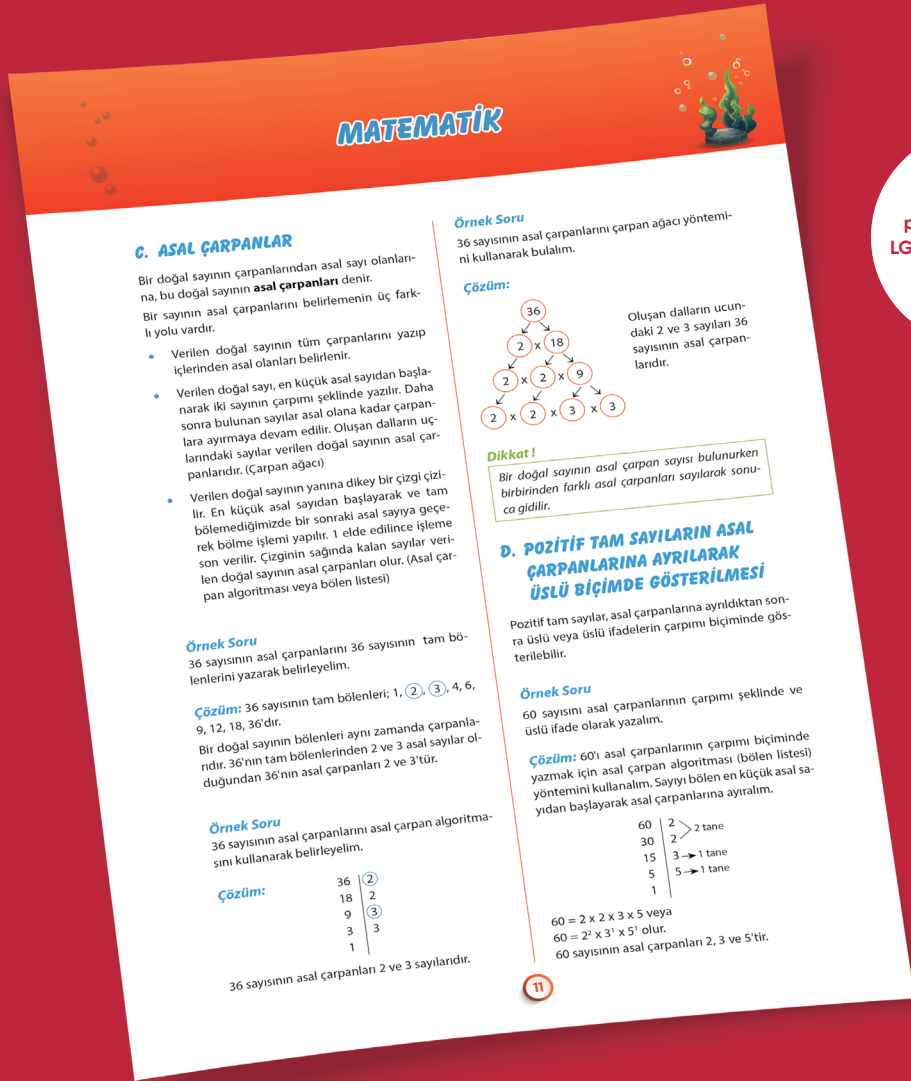 MATEMATİK
C. ASAL ÇARPANLAR
Bir doğal sayının çarpanlarından asal sayı olanları-
na, bu doğal sayının asal çarpanları denir.
Bir sayının asal çarpanlarını belirlemenin üç fark-
lı yolu vardır.
• Verilen doğal sayının tüm çarpanlarını yazıp
içlerinden asal olanları belirlenir.
• Verilen doğal sayı, en küçük asal sayıdan başla-
narak iki sayının çarpımı şeklinde yazılır. Daha
sonra bulunan sayılar asal olana kadar çarpan-
lara ayırmaya devam edilir. Oluşan dalların uç-
larındaki sayılar verilen doğal sayının asal çar-
panlarıdır. (Çarpan ağacı)
• Verilen doğal sayının yanına dikey bir çizgi çizi-
lir. En küçük asal sayıdan başlayarak ve tam
bölemediğimizde bir sonraki asal sayıya geçe-
rek bölme işlemi yapılır. 1 elde edilince işleme
son verilir. Çizginin sağında kalan sayılar veri-
len doğal sayının asal çarpanları olur. (Asal çar-
pan algoritması veya bölen listesi)
Örnek Soru
36 sayısının asal çarpanlarını 36 sayısının tam bö-
lenlerini yazarak belirleyelim.
Çözüm: 36 sayısının tam bölenleri; 1, 2, 3, 4, 6,
9, 12, 18, 36'dır.
Bir doğal sayının bölenleri aynı zamanda çarpanla-
rıdır. 36'nın tam bölenlerinden 2 ve 3 asal sayılar ol-
duğundan 36'nın asal çarpanları 2 ve 3'tür.
Örnek Soru
36 sayısının asal çarpanlarını asal çarpan algoritma-
sını kullanarak belirleyelim.
Çözüm:
36 2
18 2
9 3
3 3
1
36 sayısının asal çarpanları 2 ve 3 sayılarıdır.
Örnek Soru
36 sayısının asal çarpanlarını çarpan ağacı yöntemi-
ni kullanarak bulalım.
Çözüm:
36
2 x 18
2 x 2 x 9
2 x 2 x 3 x 3
Oluşan dalların ucun-
daki 2 ve 3 sayıları 36
sayısının asal çarpan-
larıdır.
Dikkat !
Bir doğal sayının asal çarpan sayısı bulunurken
birbirinden farklı asal çarpanları sayılarak sonu-
ca gidilir.
D. POZİTİF TAM SAYILARIN ASAL
ÇARPANLARINA AYRILARAK
ÜSLÜ BİÇİMDE GÖSTERİLMESİ
Pozitif tam sayılar, asal çarpanlarına ayrıldıktan son-
ra üslü veya üslü ifadelerin çarpımı biçiminde gös-
terilebilir.
Örnek Soru
60 sayısını asal çarpanlarının çarpımı şeklinde ve
üslü ifade olarak yazalım.
Çözüm: 60'ı asal çarpanlarının çarpımı biçiminde
yazmak için asal çarpan algoritması (bölen listesi)
yöntemini kullanalım. Sayıyı bölen en küçük asal sa-
yıdan başlayarak asal çarpanlarına ayıralım.
60 2
30 2 2 tane
15 3 → 1 tane
5 5 → 1 tane
1
60 = 2 x 2 x 3 x 5 veya
60 = 2² x 3¹ x 5¹ olur.
60 sayısının asal çarpanları 2, 3 ve 5'tir.
11